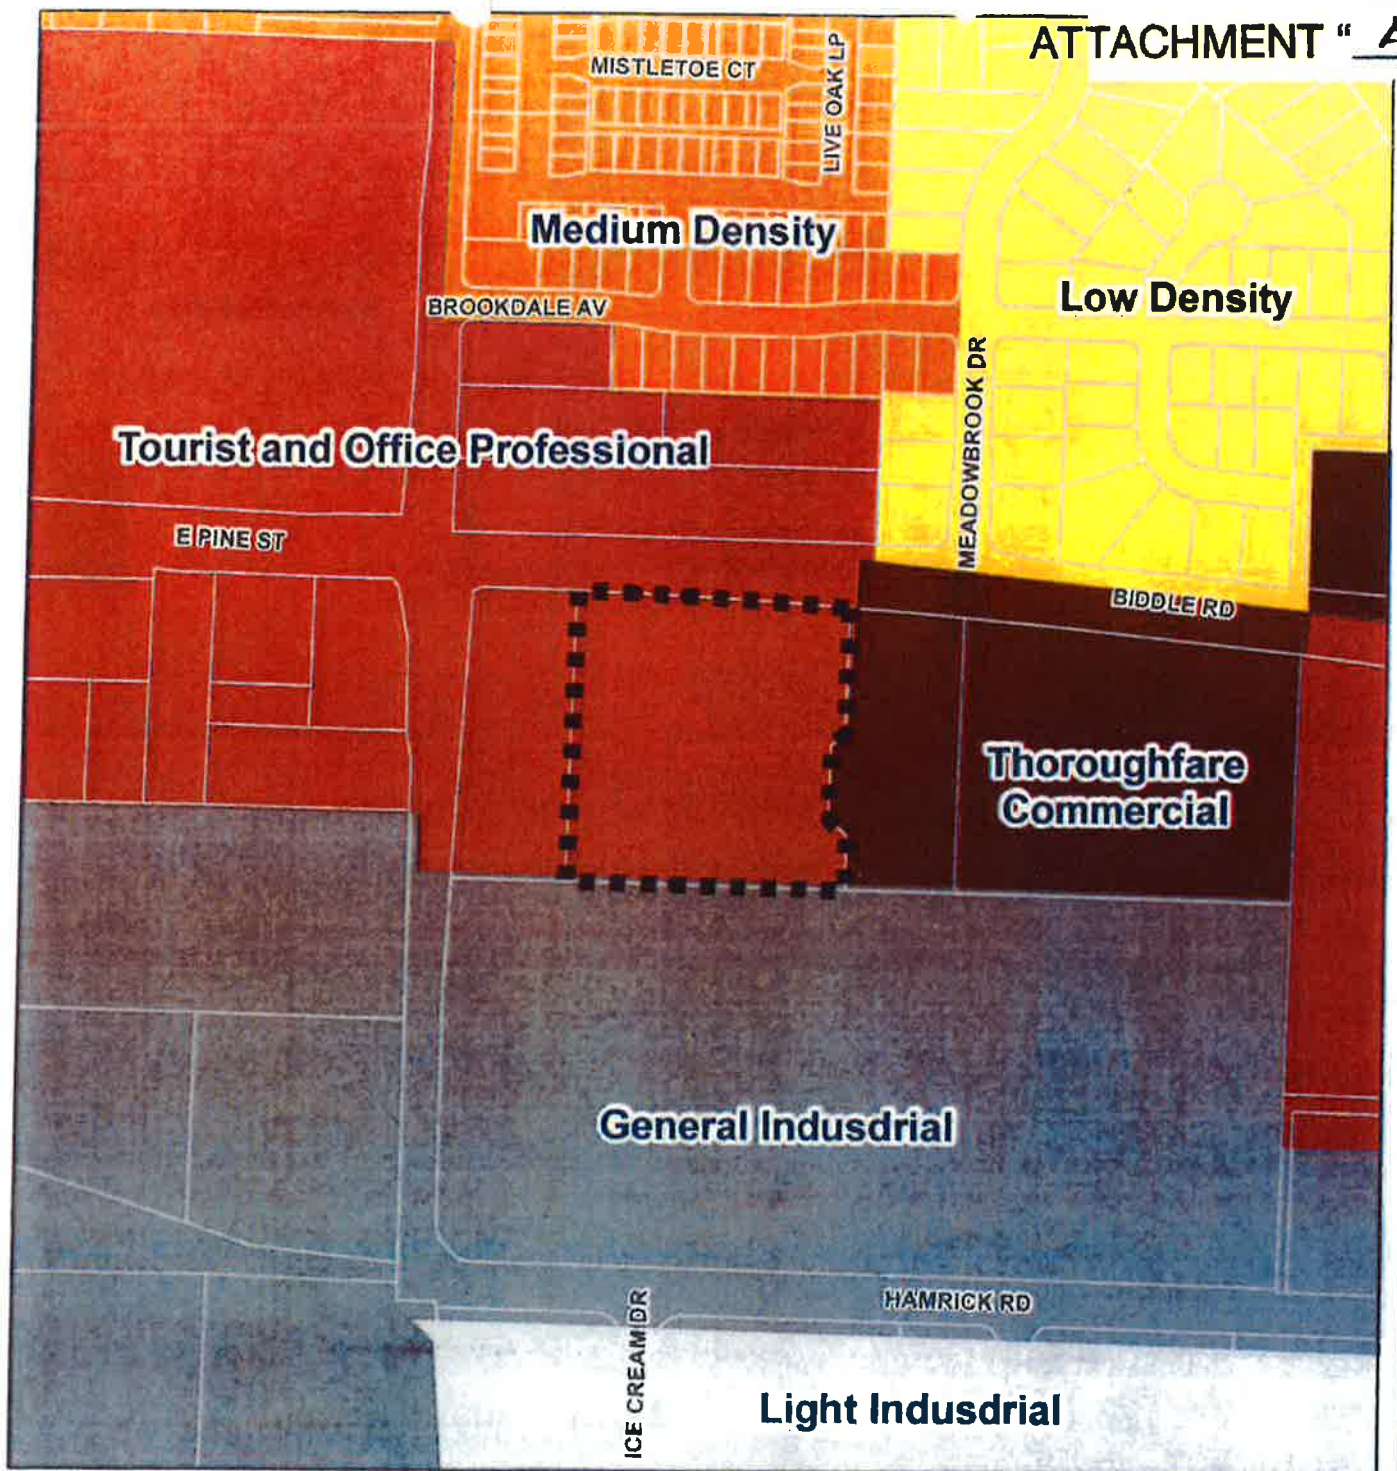 ATTACHMENT " A
MISTLETOE CT
LIVE OAK LP
Medium Density
BROOKDALE AV
Low Density
MEADOWBROOK DR
Tourist and Office Professional
E PINE ST
BIDDLE RD
Thoroughfare
Commercial
General Indusdrial
HAMRICK RD
ICE CREAM DR
Light Indusdrial